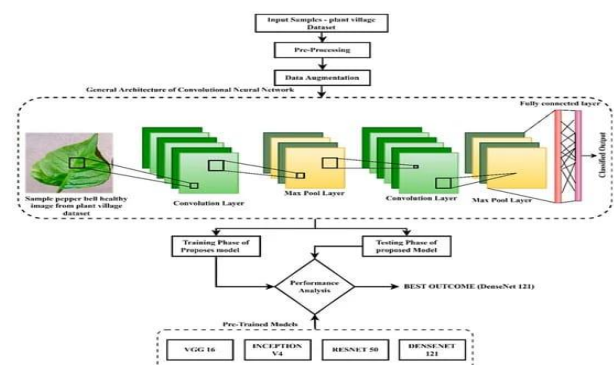 Input Samples - plant village
Dataset
Pre-Processing
Data Augmentation
General Architecture of Convolutional Neural Network
Fully connected layer
Classified Output
Sample pepper bell healthy
image from plant village
dataset
Convolution Layer
Max Pool Layer
Convolution Layer
Max Pool Layer
Training Phase of
Proposes model
Testing Phase of
proposed Model
Performance
Analysis
BEST OUTCOME (DenseNet 121)
Pre-Trained Models
VGG 16
INCEPTION
V4
RESNET 50
DENSENET
121